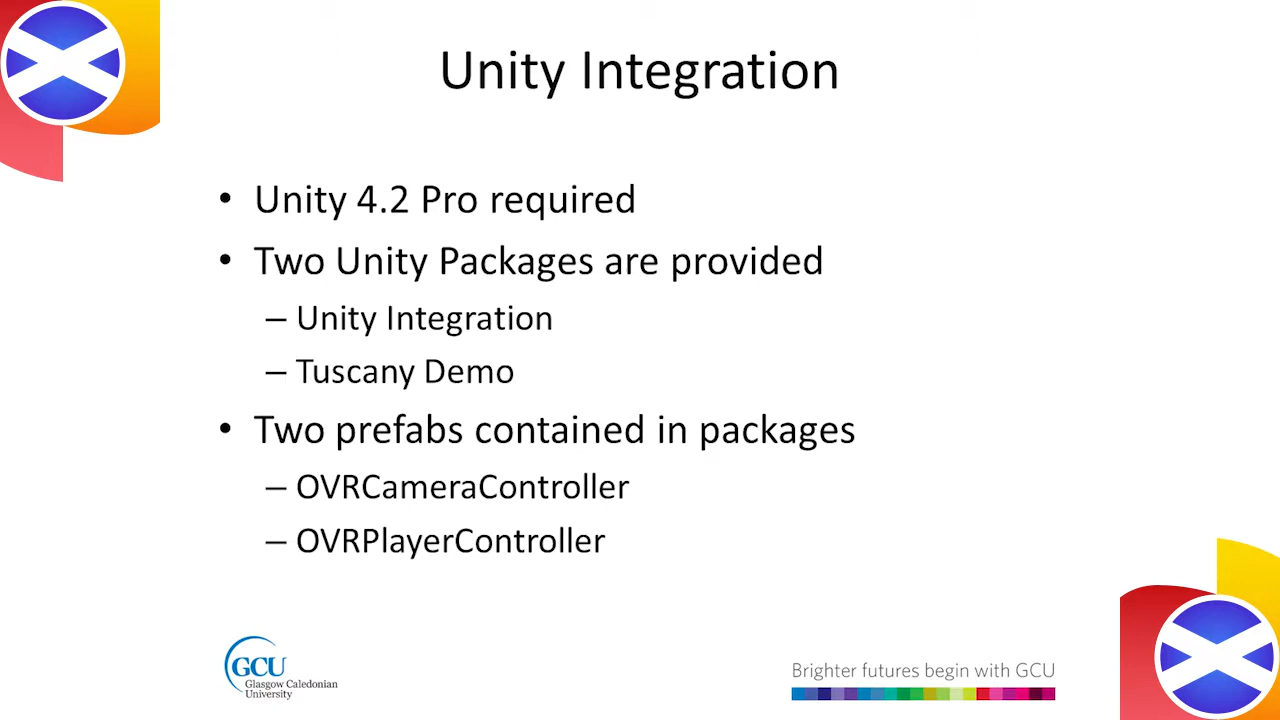 Unity Integration
• Unity 4.2 Pro required
• Two Unity Packages are provided
– Unity Integration
– Tuscany Demo
• Two prefabs contained in packages
– OVRCameraController
– OVRPlayerController
GCU
Glasgow Caledonian
University
Brighter futures begin with GCU